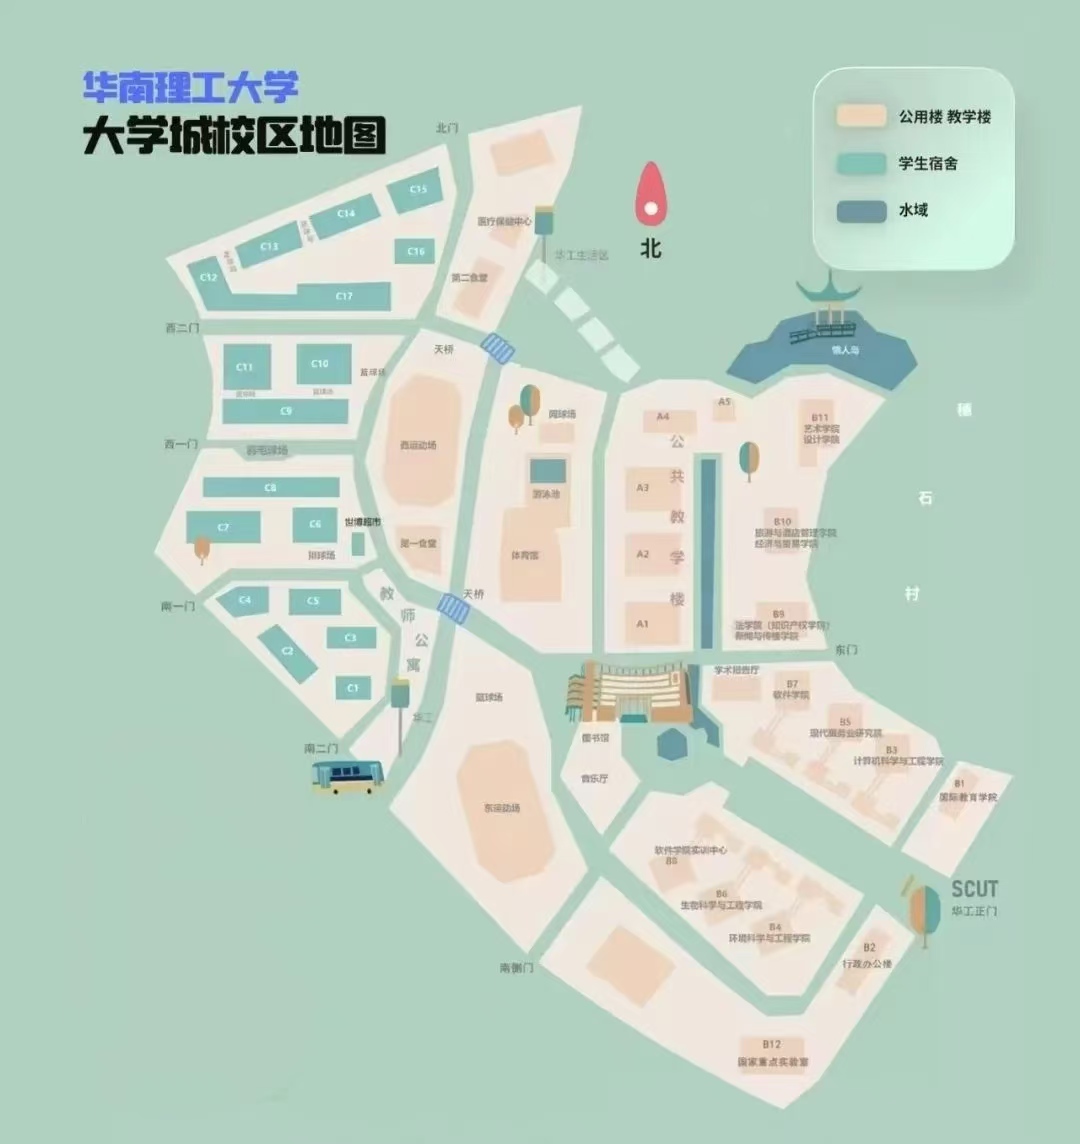 华南理工大学
大学城校区地图
公用楼 教学楼
学生宿舍
水域
北
北门
C15
C14
C13
C16
C12
C17
医疗保健中心
华工生活区
第二食堂
西二门
天桥
C11
C10
篮球场
篮球场
C9
西一门
羽毛球场
C8
C7
C6
世博超市
排球场
西运动场
第一食堂
网球场
游泳池
体育馆
情人岛
A5
A4
A3
A2
A1
公
共
教
学
楼
B11
艺术学院
设计学院
B10
旅游与酒店管理学院
经济与贸易学院
B9
法学院（知识产权学院）
新闻与传播学院
穗
石
村
东门
南一门
C4
C5
C3
C2
C1
教
师
公
寓
天桥
华工
南二门
篮球场
东运动场
图书馆
音乐厅
学术报告厅
B7
软件学院
B5
现代服务业研究院
B3
计算机科学与工程学院
B1
国际教育学院
软件学院实训中心
B8
B6
生物科学与工程学院
B4
环境科学与工程学院
SCUT
华工正门
B2
行政办公楼
南侧门
B12
国家重点实验室